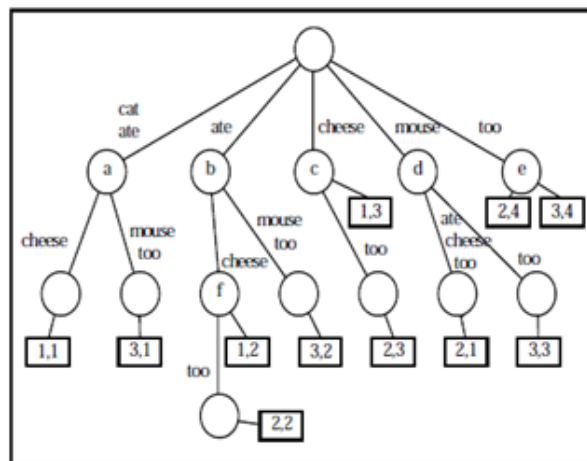 cat
ate
ate
cheese
mouse
too
a
b
c
d
e
1,3
2,4
3,4
cheese
mouse
too
cheese
mouse
too
too
ate
cheese
too
too
f
1,1
3,1
1,2
3,2
2,3
2,1
3,3
too
2,2